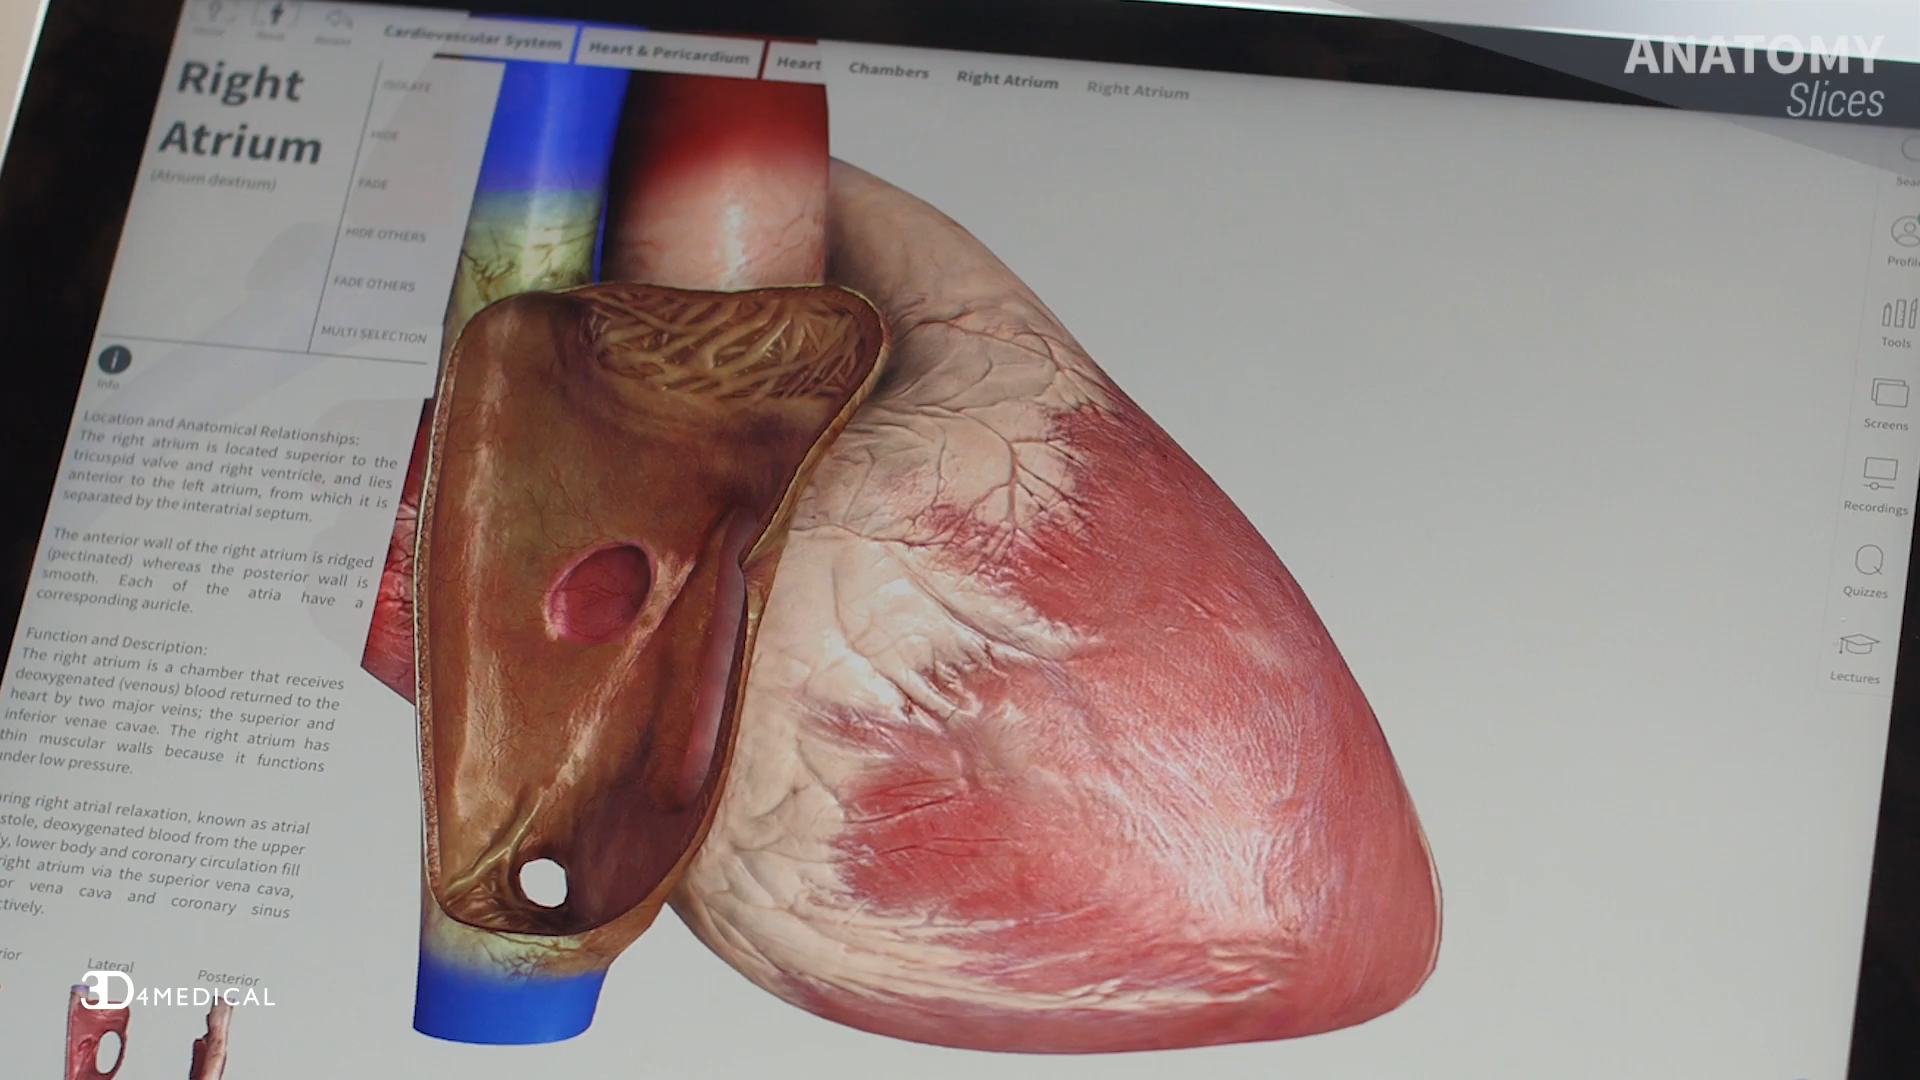 ANATOMY
Slices
Cardiovascular System
Heart & Pericardium
Heart
Chambers
Right Atrium
Right Atrium
Right
Atrium
(Atrium dextrum)
ISOLATE
HIDE
FADE
HIDE OTHERS
FADE OTHERS
MULTI SELECTION
Info
Location and Anatomical Relationships:
The right atrium is located superior to the
tricuspid valve and right ventricle, and lies
anterior to the left atrium, from which it is
separated by the interatrial septum.
The anterior wall of the right atrium is ridged
(pectinated) whereas the posterior wall is
smooth. Each of the atria have a
corresponding auricle.
Function and Description:
The right atrium is a chamber that receives
deoxygenated (venous) blood returned to the
heart by two major veins; the superior and
inferior venae cavae. The right atrium has
thin muscular walls because it functions
under low pressure.
ring right atrial relaxation, known as atrial
stole, deoxygenated blood from the upper
y, lower body and coronary circulation fill
right atrium via the superior vena cava,
or vena cava and coronary sinus
ctively.
rior
Lateral
Posterior
3D4MEDICAL
Sear
Profile
Tools
Screens
Recordings
Quizzes
Lectures